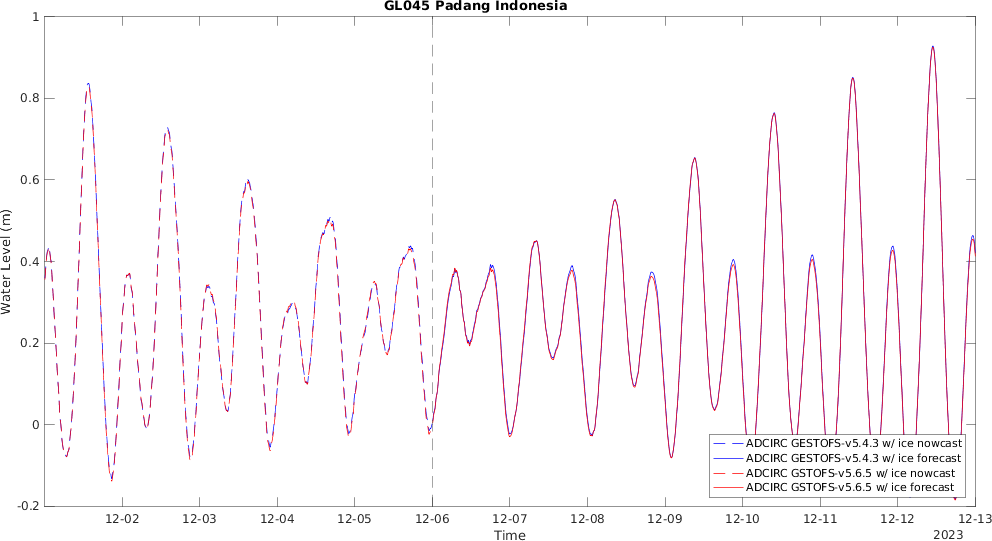 GL045 Padang Indonesia
1
0.8
0.6
0.4
0.2
0
-0.2
Water Level (m)
ADCIRC GESTOFS-v5.4.3 w/ ice nowcast
ADCIRC GESTOFS-v5.4.3 w/ ice forecast
ADCIRC GSTOFS-v5.6.5 w/ ice nowcast
ADCIRC GSTOFS-v5.6.5 w/ ice forecast
12-02 12-03 12-04 12-05 12-06 12-07 12-08 12-09 12-10 12-11 12-12 12-13
Time
2023